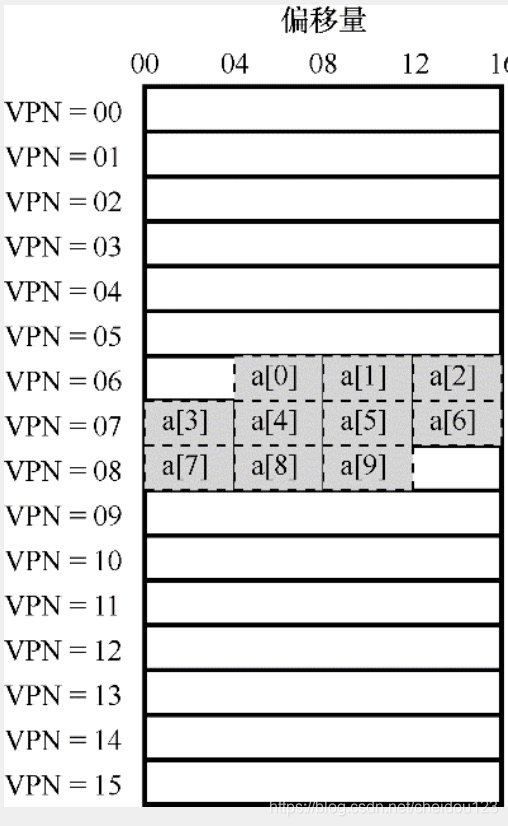 偏移量
00 04 08 12 16
VPN = 00
VPN = 01
VPN = 02
VPN = 03
VPN = 04
VPN = 05
VPN = 06 a[0] a[1] a[2]
VPN = 07 a[3] a[4] a[5] a[6]
VPN = 08 a[7] a[8] a[9]
VPN = 09
VPN = 10
VPN = 11
VPN = 12
VPN = 13
VPN = 14
VPN = 15
https://blog.csdn.net/cheidou123